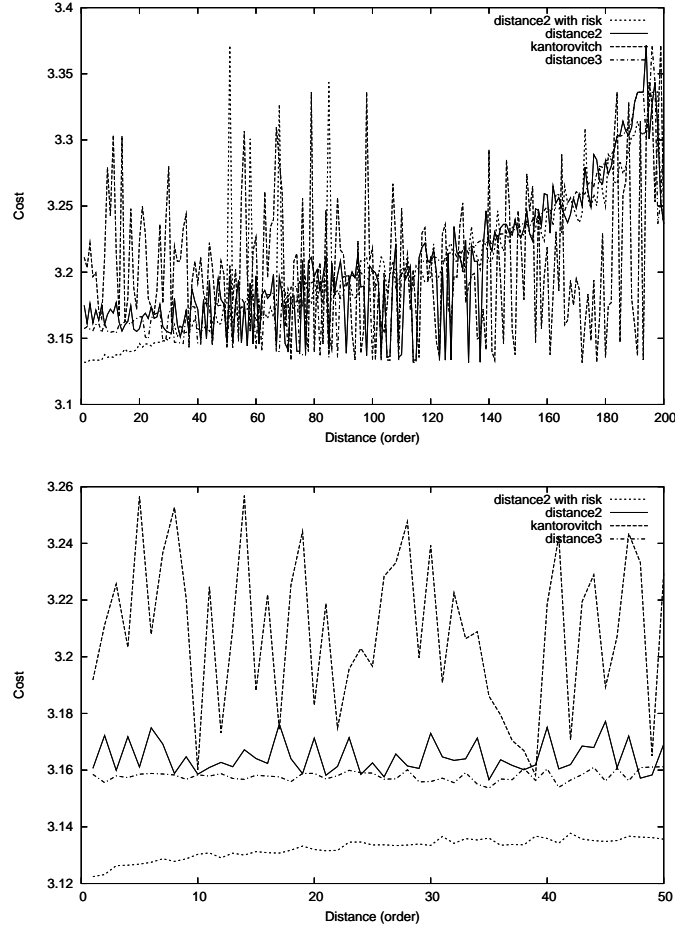 3.4
3.35
3.3
3.25
3.2
3.15
3.1
Cost
distance2 with risk
distance2
kantorovitch
distance3
0 20 40 60 80 100 120 140 160 180 200
Distance (order)
3.26
3.24
3.22
3.2
3.18
3.16
3.14
3.12
Cost
distance2 with risk
distance2
kantorovitch
distance3
0 10 20 30 40 50
Distance (order)